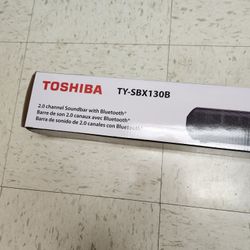 TOSHIBA TY-SBX130B
2.0 channel Soundbar with Bluetooth®
Barre de son 2.0 canaux avec Bluetooth®
Barra de sonido de 2.0 canales con Bluetooth®